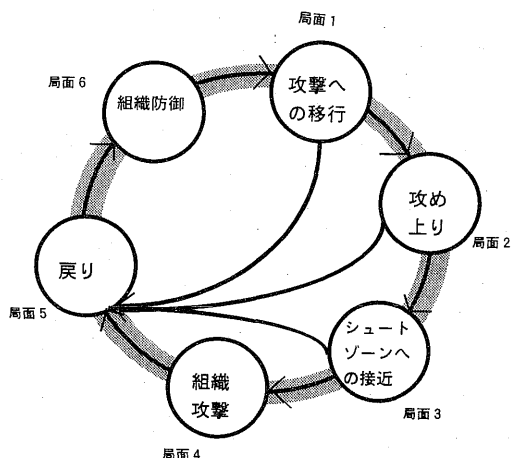 局面1
攻撃へ
の移行
攻め
上り
局面2
シュート
ゾーンへ
の接近
局面3
組織
攻撃
局面4
戻り
局面5
局面6
組織防御